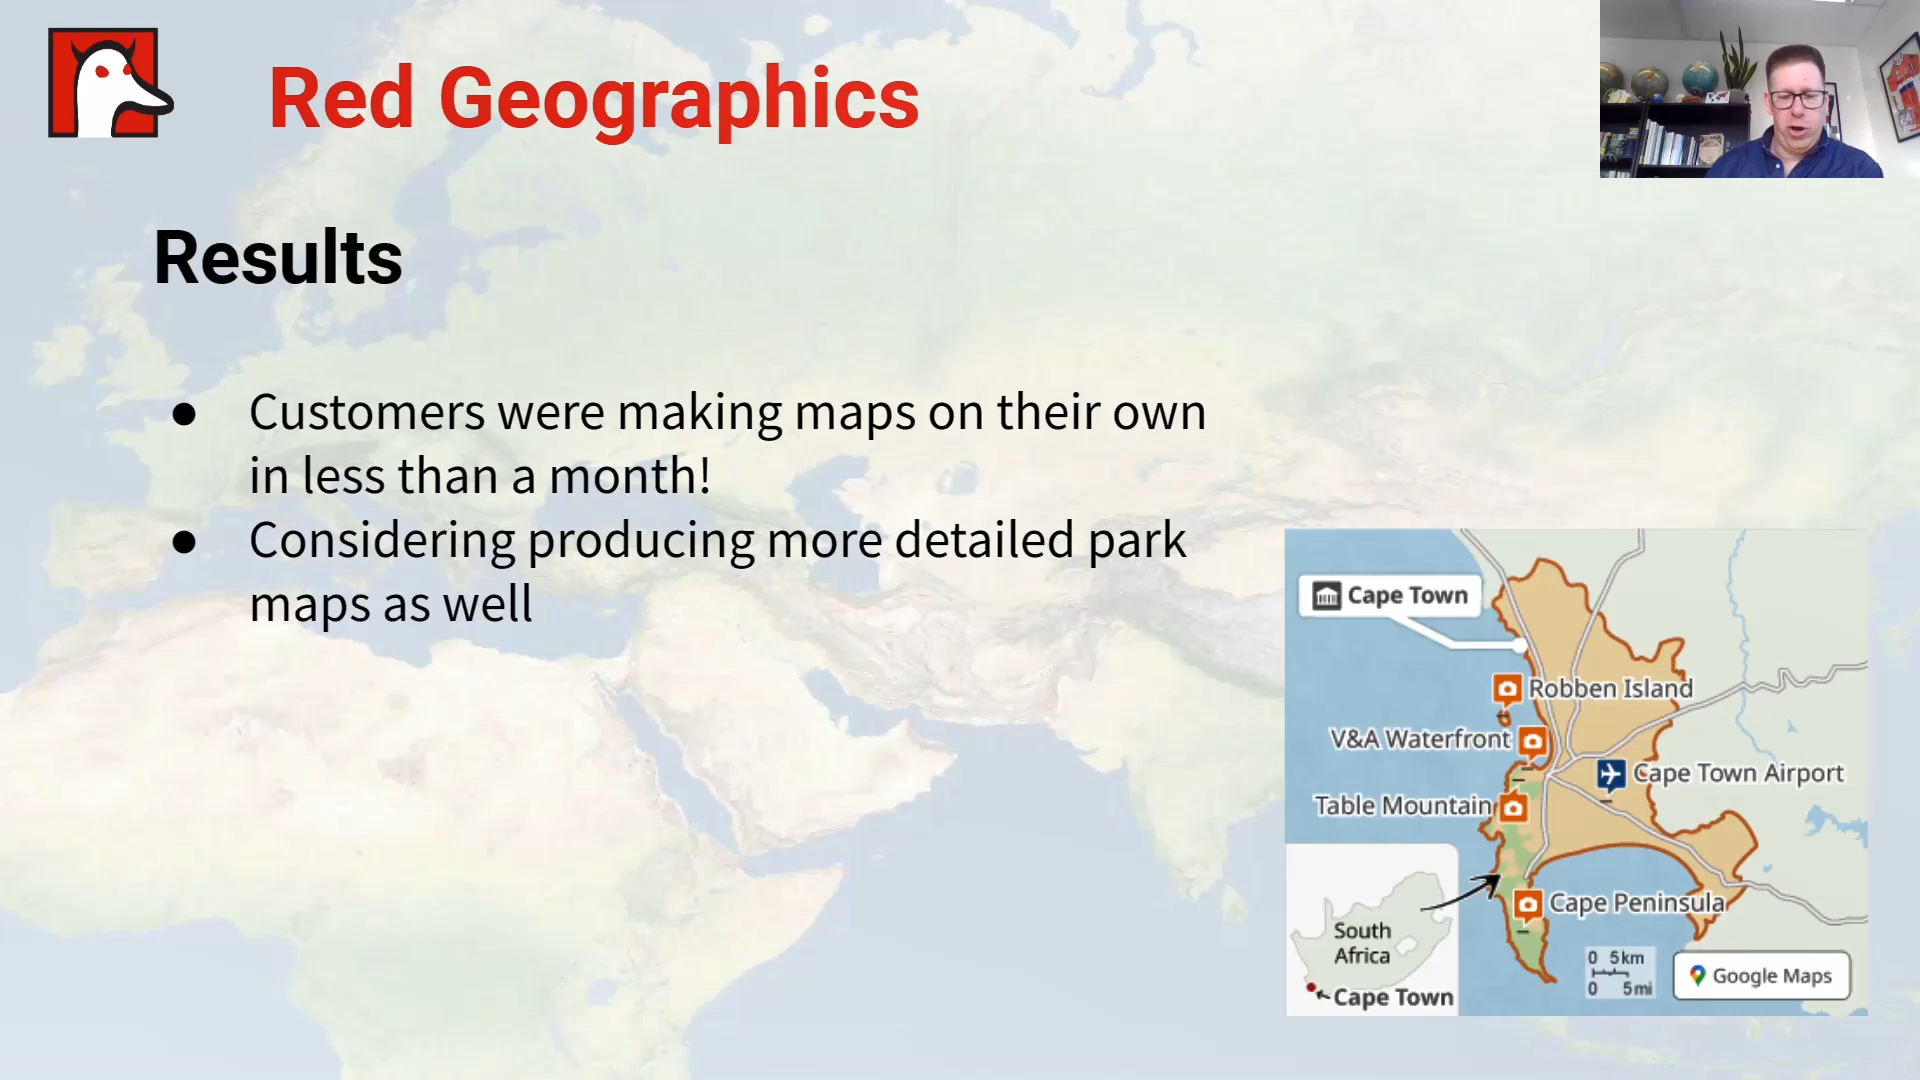 Red Geographics
Results
● Customers were making maps on their own
in less than a month!
● Considering producing more detailed park
maps as well
Cape Town
Robben Island
V&A Waterfront
Cape Town Airport
Table Mountain
Cape Peninsula
South
Africa
Cape Town
0 5km
0 5mi
Google Maps